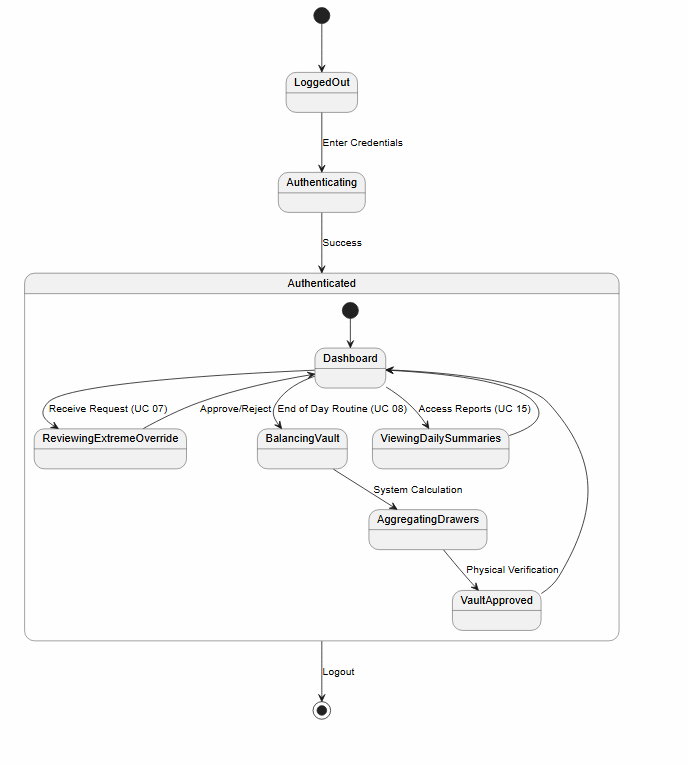 LoggedOut
Enter Credentials
Authenticating
Success
Authenticated
Dashboard
Receive Request (UC 07)
Approve/Reject
End of Day Routine (UC 08)
Access Reports (UC 15)
ReviewingExtremeOverride
BalancingVault
ViewingDailySummaries
System Calculation
AggregatingDrawers
Physical Verification
VaultApproved
Logout